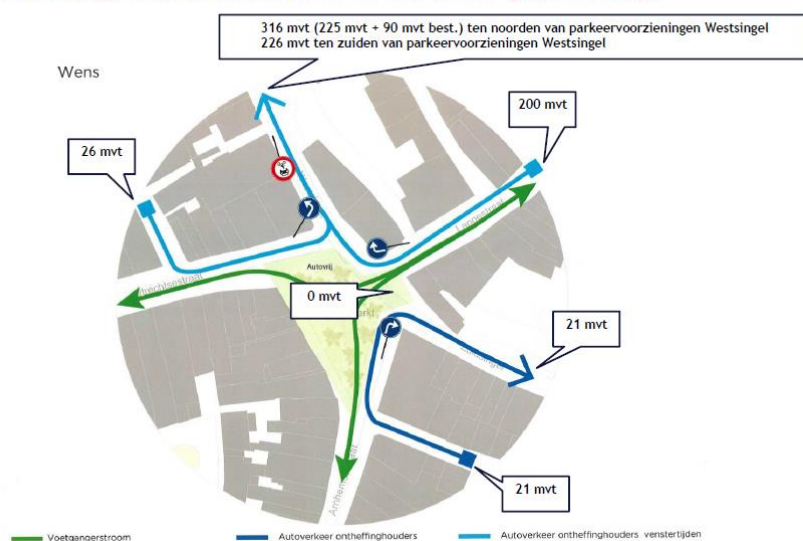 316 mvt (225 mvt + 90 mvt best.) ten noorden van parkeervoorzieningen Westsingel
226 mvt ten zuiden van parkeervoorzieningen Westsingel
Wens
200 mvt
26 mvt
Langestraat
Autovrij
0 mvt
21 mvt
21 mvt
Voetgangerstroom
Autoverkeer ontheffinghouders
Autoverkeer ontheffinghouders venstertijden